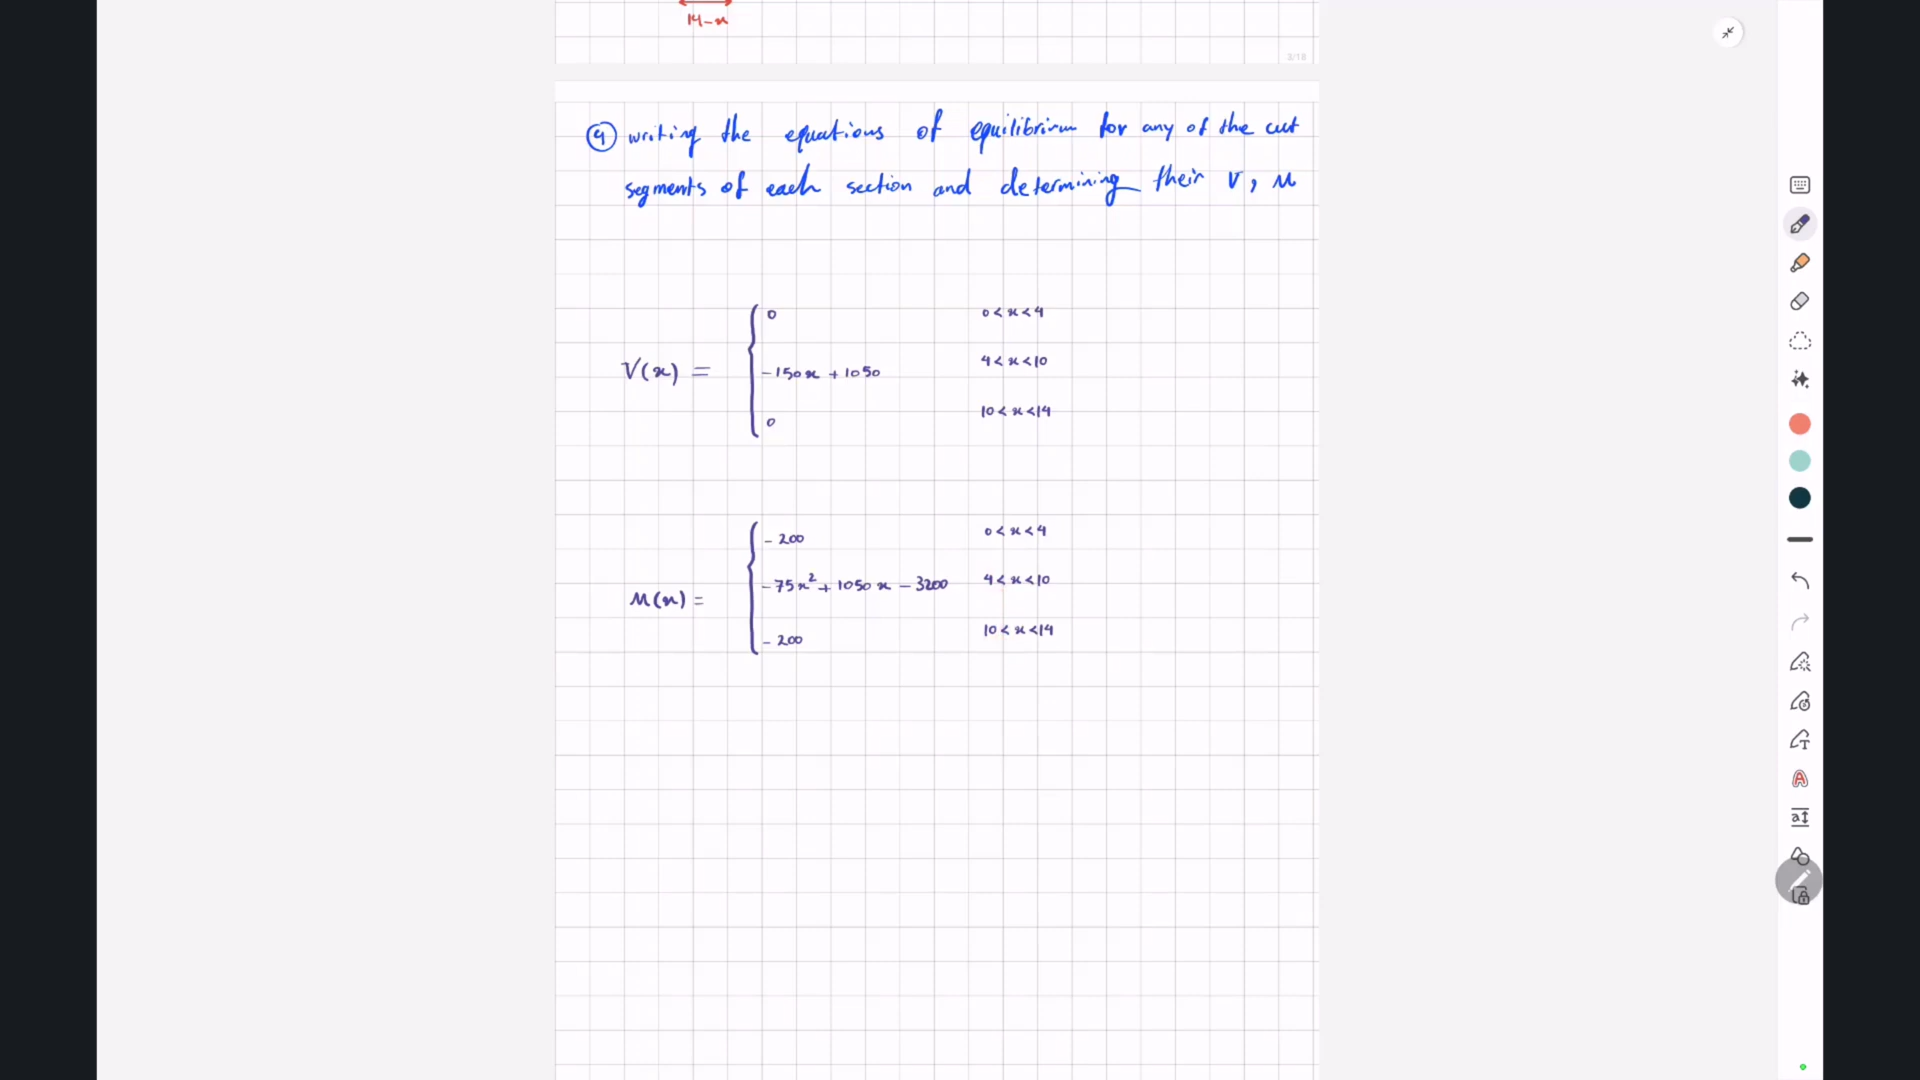 14-x
3/18
④ writing the equations of equilibrium for any of the cut
segments of each section and determining their V, M
V(x) = { 0 0<x<4
-150x + 1050 4<x<10
0 10<x<14
M(x) = { -200 0<x<4
-75x² + 1050x - 3200 4<x<10
-200 10<x<14